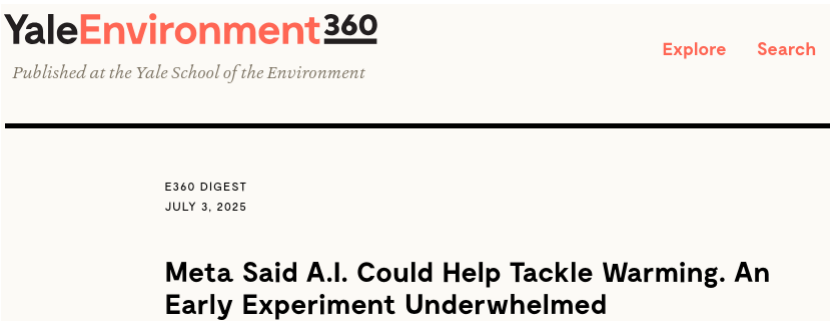 YaleEnvironment360
Published at the Yale School of the Environment
Explore Search
E360 DIGEST
JULY 3, 2025
Meta Said A.I. Could Help Tackle Warming. An
Early Experiment Underwhelmed